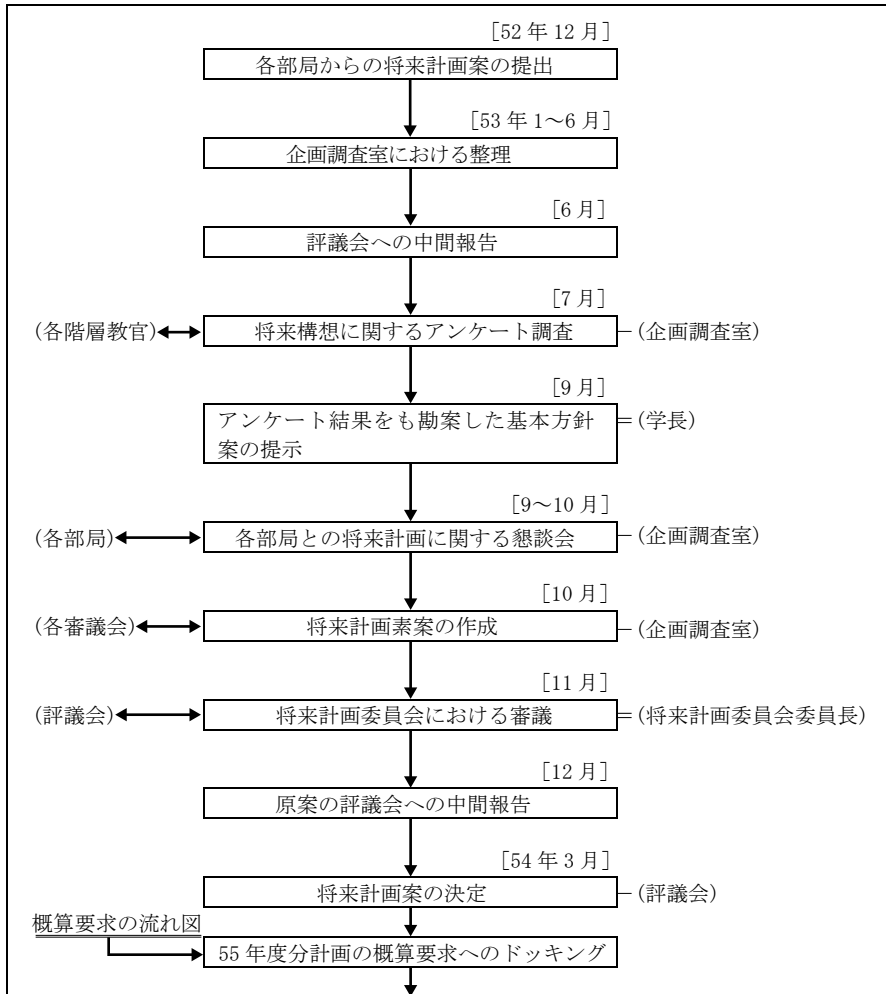 ［52 年 12 月］
各部局からの将来計画案の提出
［53 年 1～6 月］
企画調査室における整理
［6 月］
評議会への中間報告
［7 月］
(各階層教官) 将来構想に関するアンケート調査 (企画調査室)
［9 月］
アンケート結果をも勘案した基本方針 (学長)
案の提示
［9～10 月］
(各部局) 各部局との将来計画に関する懇談会 (企画調査室)
［10 月］
(各審議会) 将来計画素案の作成 (企画調査室)
［11 月］
(評議会) 将来計画委員会における審議 (将来計画委員会委員長)
［12 月］
原案の評議会への中間報告
［54 年 3 月］
将来計画案の決定 (評議会)
概算要求の流れ図
55 年度分計画の概算要求へのドッキング